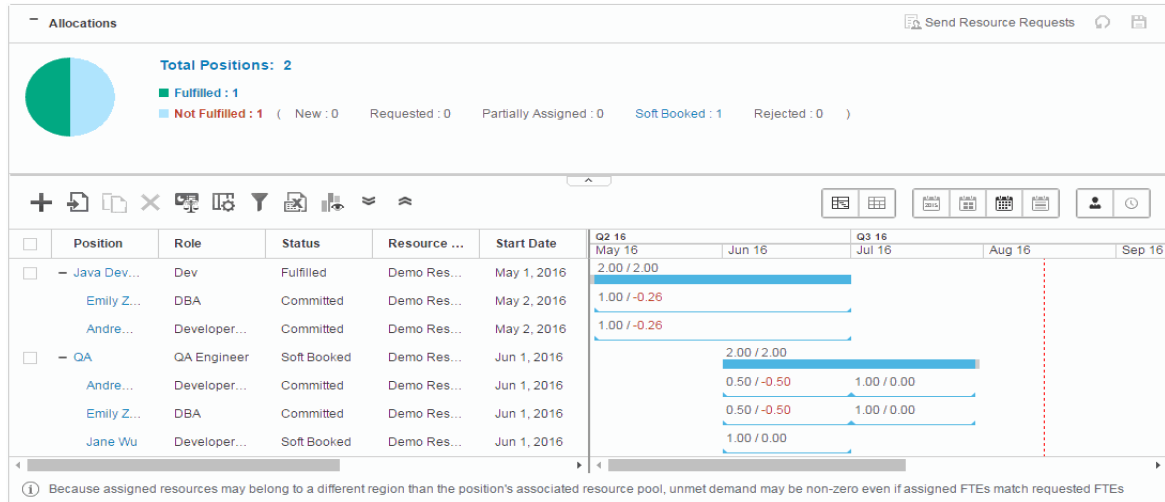 Allocations Send Resource Requests
Total Positions: 2
Fulfilled : 1
Not Fulfilled : 1 ( New : 0 Requested : 0 Partially Assigned : 0 Soft Booked : 1 Rejected : 0 )
Position Role Status Resource ... Start Date Q2 16 Q3 16
May 16 Jun 16 Jul 16 Aug 16 Sep 16
Java Dev... Dev Fulfilled Demo Res... May 1, 2016 2.00 / 2.00
Emily Z... DBA Committed Demo Res... May 2, 2016 1.00 / -0.26
Andre... Developer... Committed Demo Res... May 2, 2016 1.00 / -0.26
QA QA Engineer Soft Booked Demo Res... Jun 1, 2016 2.00 / 2.00
Andre... Developer... Committed Demo Res... Jun 1, 2016 0.50 / -0.50 1.00 / 0.00
Emily Z... DBA Committed Demo Res... Jun 1, 2016 0.50 / -0.50 1.00 / 0.00
Jane Wu Developer... Soft Booked Demo Res... Jun 1, 2016 1.00 / 0.00
Because assigned resources may belong to a different region than the position's associated resource pool, unmet demand may be non-zero even if assigned FTEs match requested FTEs